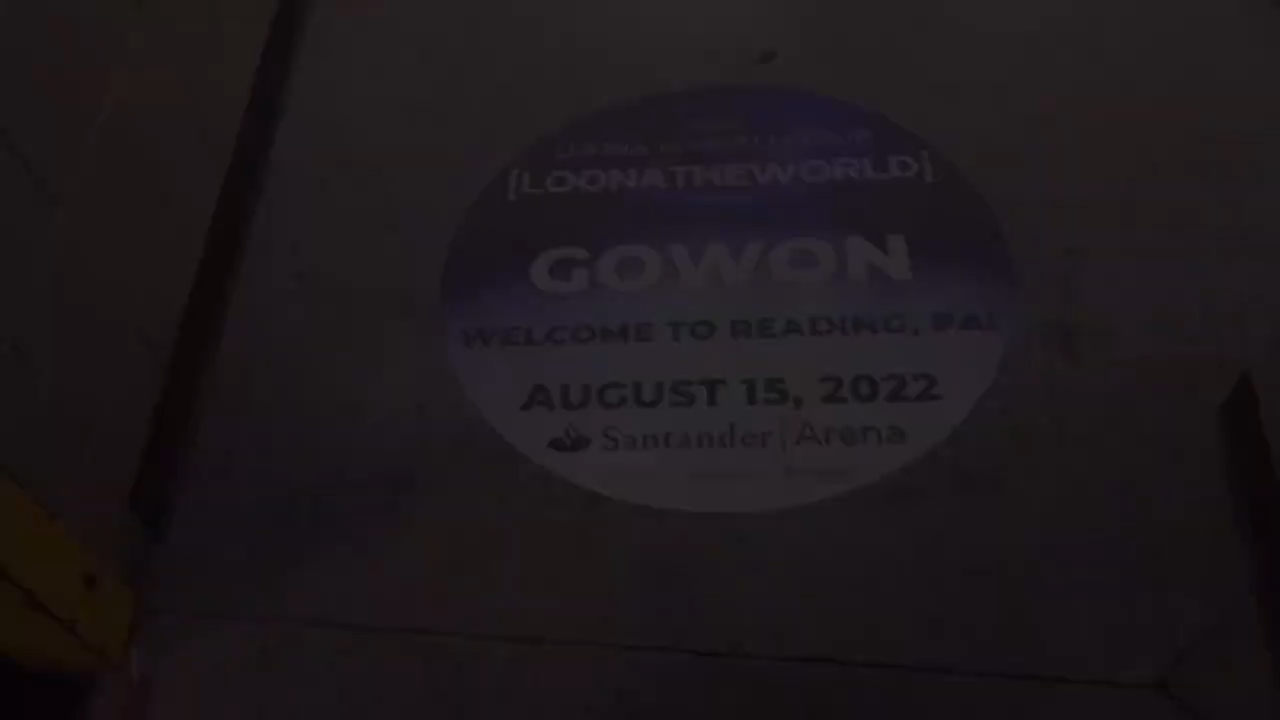 [LOONATHEWORLD]
GOWON
WELCOME TO READING, PA!
AUGUST 15, 2022
Santander | Arena